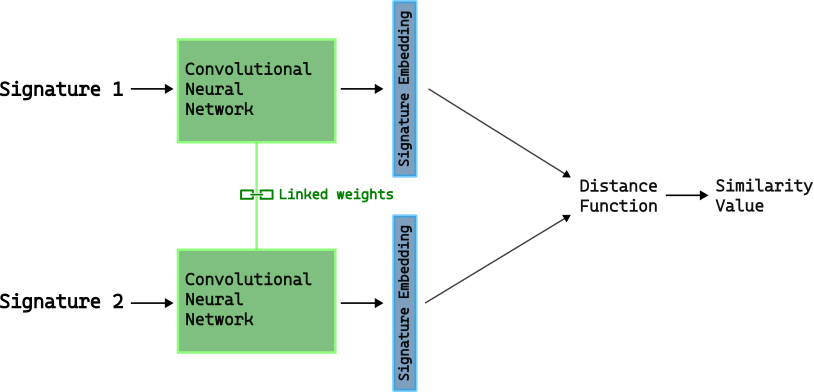 Signature 1
Convolutional
Neural
Network
Signature Embedding
Linked weights
Distance
Function
Similarity
Value
Signature 2
Convolutional
Neural
Network
Signature Embedding